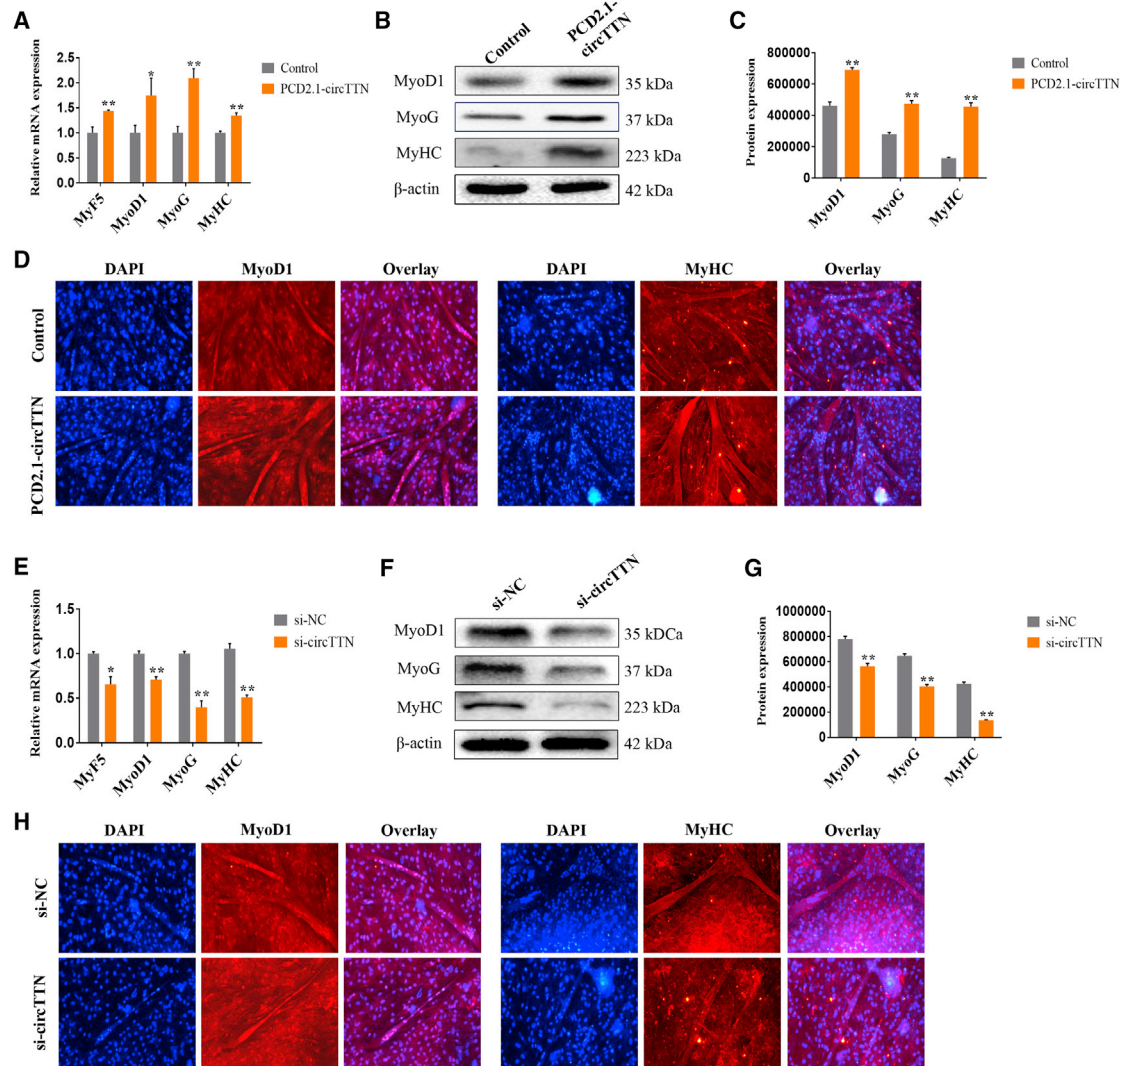 A
Relative mRNA expression
2.5
2.0
1.5
1.0
0.5
0.0
**
*
**
**
MyF5
MyoD1
MyoG
MyHC
Control
PCD2.1-circTTN
B
Control
PCD2.1-
circTTN
MyoD1
35 kDa
MyoG
37 kDa
MyHC
223 kDa
β-actin
42 kDa
C
Protein expression
800000
600000
400000
200000
0
**
**
**
MyoD1
MyoG
MyHC
Control
PCD2.1-circTTN
D
DAPI
MyoD1
Overlay
DAPI
MyHC
Overlay
Control
PCD2.1-circTTN
E
Relative mRNA expression
1.5
1.0
0.5
0.0
*
**
**
**
MyF5
MyoD1
MyoG
MyHC
si-NC
si-circTTN
F
si-NC
si-circTTN
MyoD1
35 kDCa
MyoG
37 kDa
MyHC
223 kDa
β-actin
42 kDa
G
Protein expression
1000000
800000
600000
400000
200000
0
**
**
**
MyoD1
MyoG
MyHC
si-NC
si-circTTN
H
DAPI
MyoD1
Overlay
DAPI
MyHC
Overlay
si-NC
si-circTTN